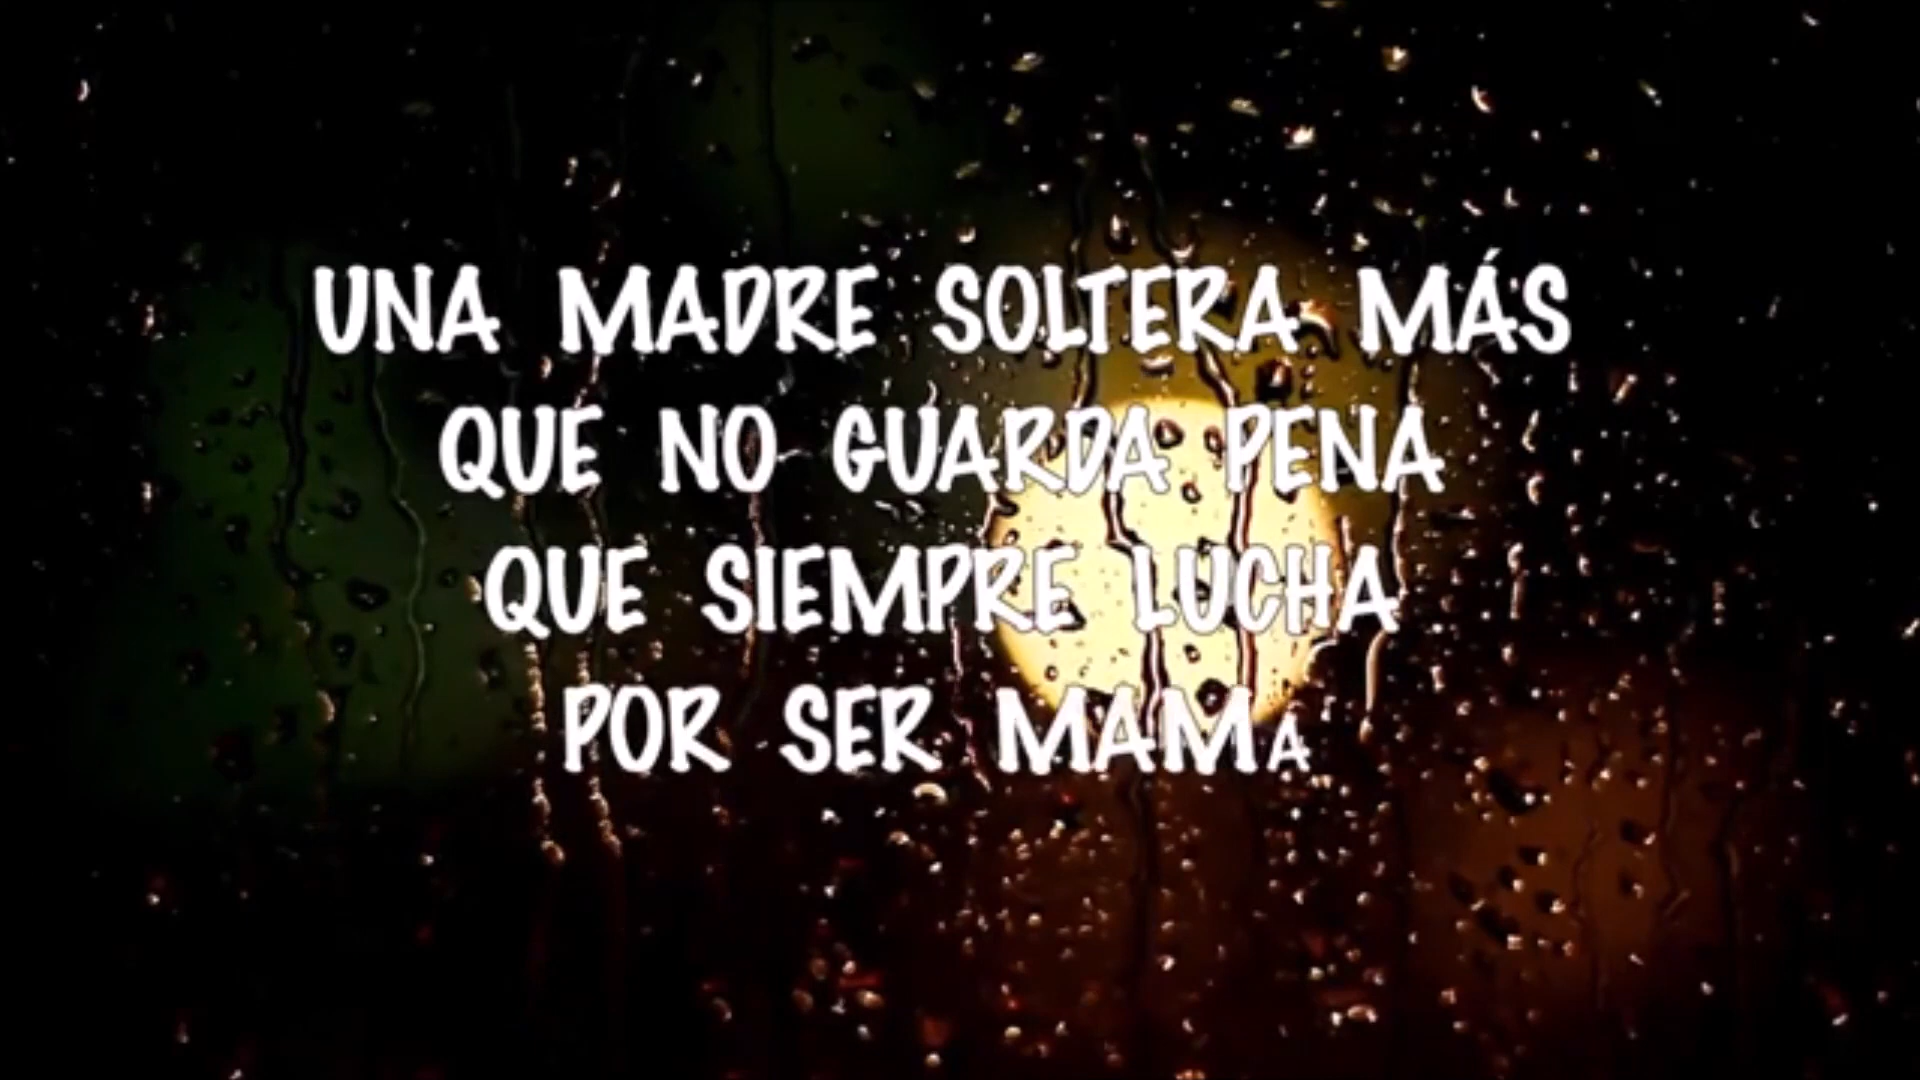 UNA MADRE SOLTERA MÁS
QUE NO GUARDA PENA
QUE SIEMPRE LUCHA
POR SER MAMA